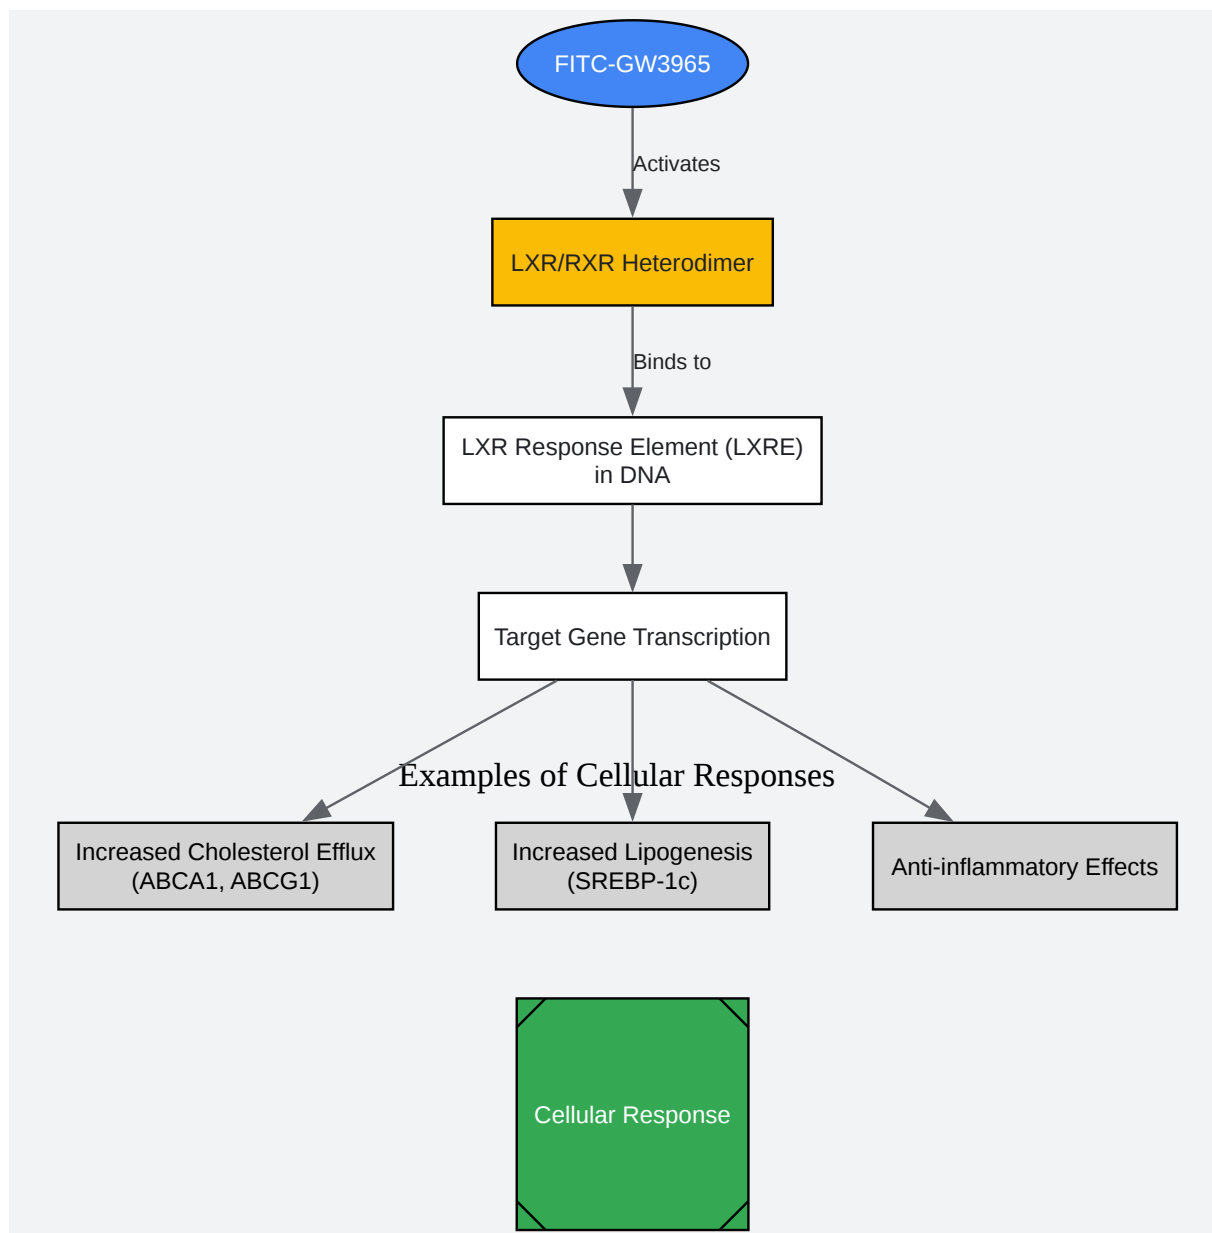 FITC-GW3965
Activates
LXR/RXR Heterodimer
Binds to
LXR Response Element (LXRE)
in DNA
Target Gene Transcription
Examples of Cellular Responses
Increased Cholesterol Efflux
(ABCA1, ABCG1)
Increased Lipogenesis
(SREBP-1c)
Anti-inflammatory Effects
Cellular Response